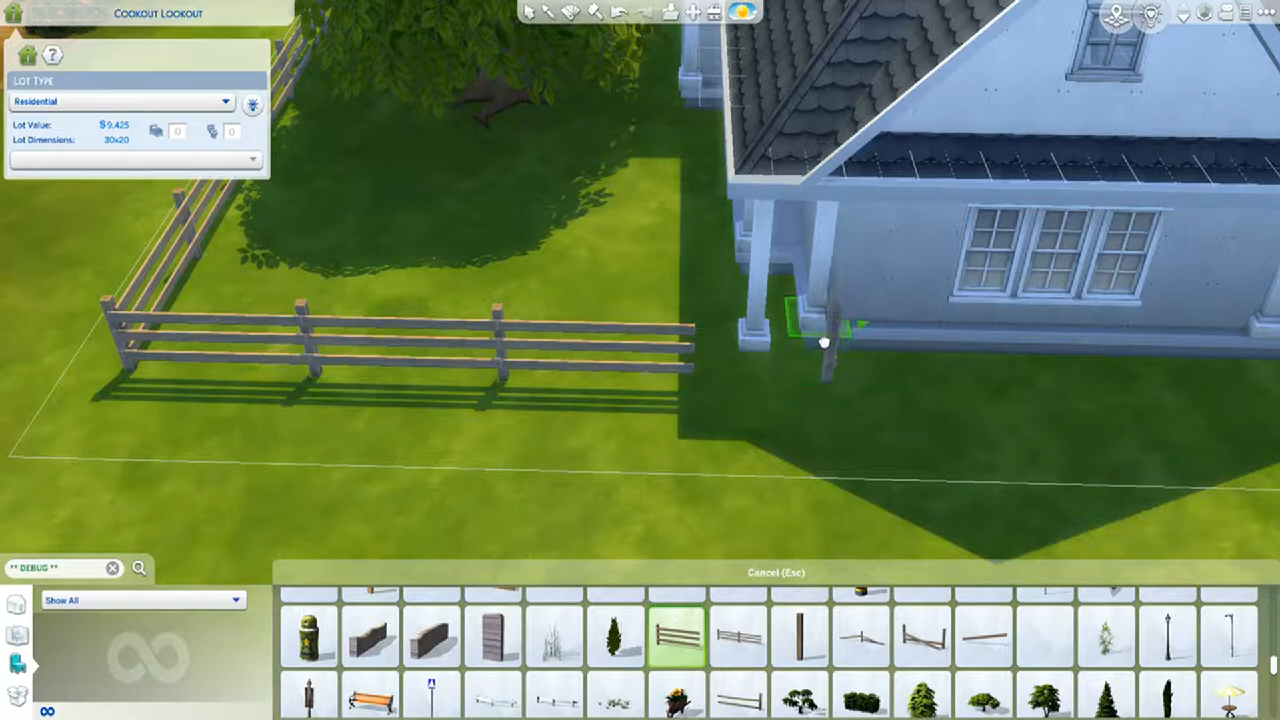 COOKOUT LOOKOUT
LOT TYPE
Residential
Lot Value: $9,425 0 0
Lot Dimensions: 30x20
** DEBUG **
Cancel (Esc)
Show All